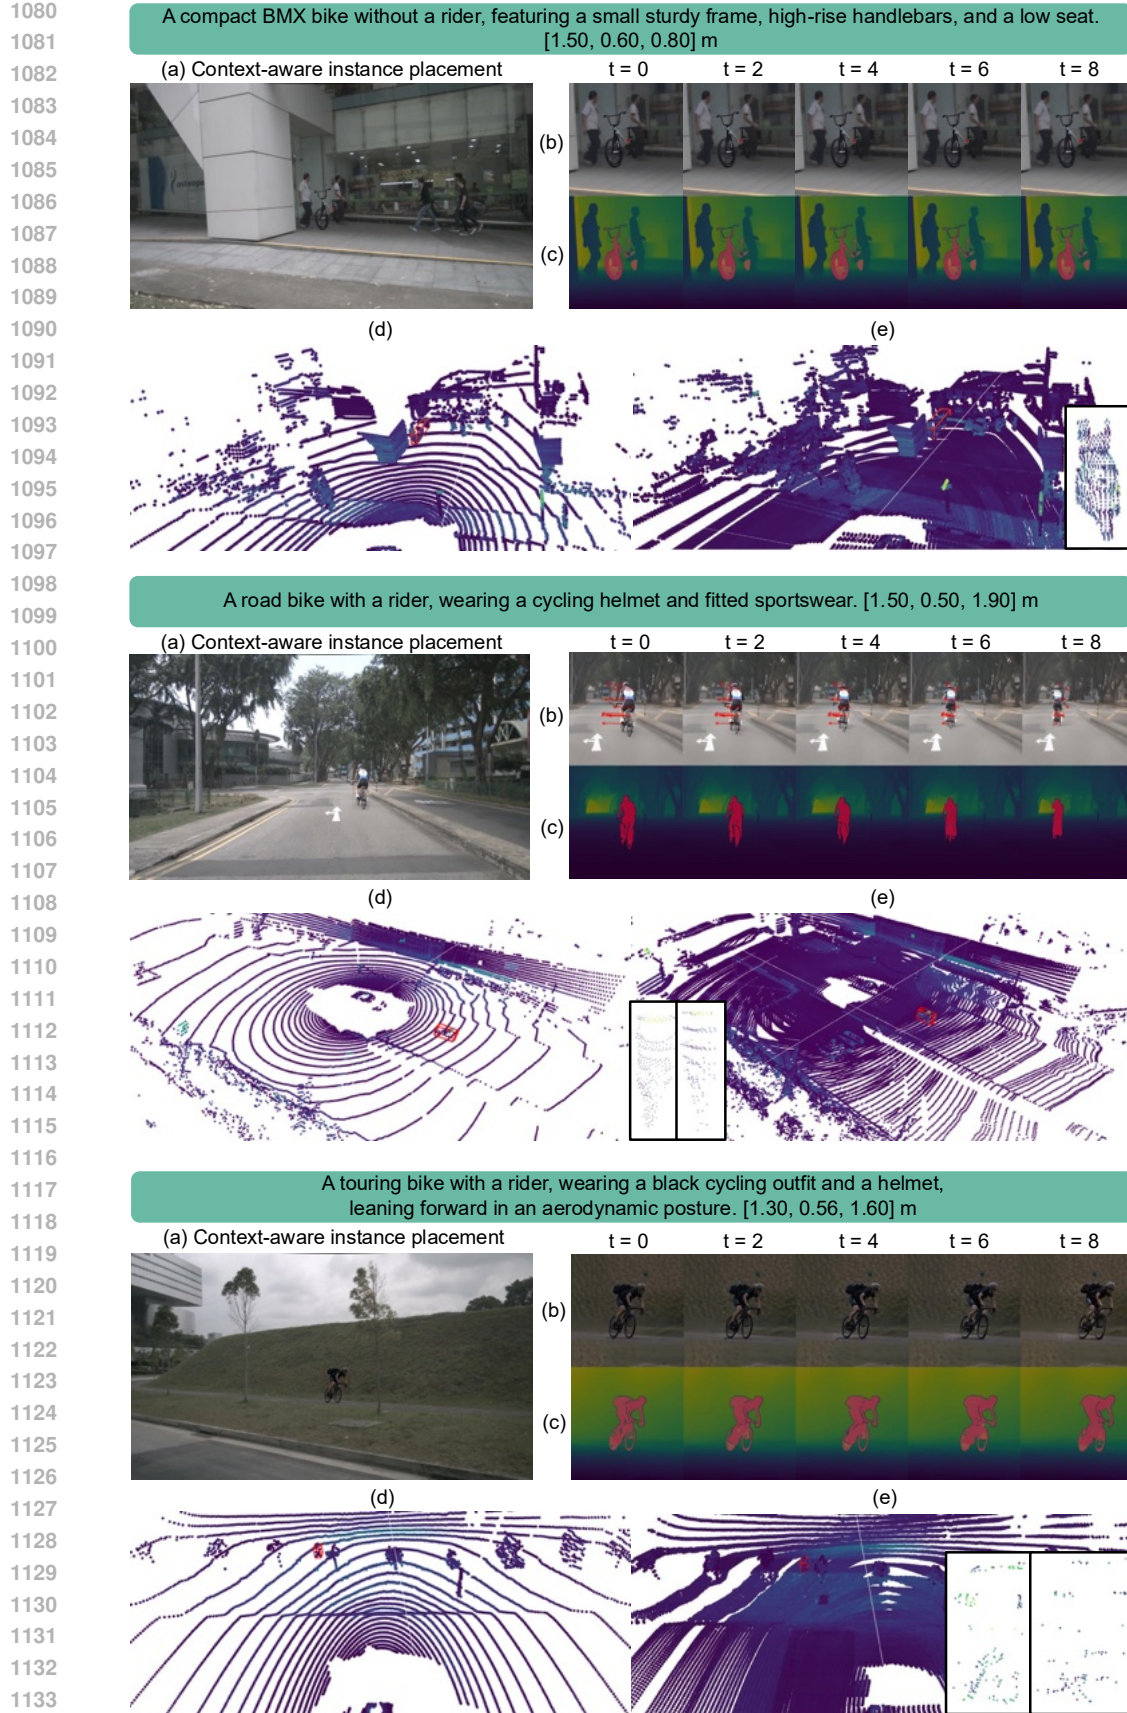 1080
1081
1082
1083
1084
1085
1086
1087
1088
1089
1090
1091
1092
1093
1094
1095
1096
1097
1098
1099
1100
1101
1102
1103
1104
1105
1106
1107
1108
1109
1110
1111
1112
1113
1114
1115
1116
1117
1118
1119
1120
1121
1122
1123
1124
1125
1126
1127
1128
1129
1130
1131
1132
1133
A compact BMX bike without a rider, featuring a small sturdy frame, high-rise handlebars, and a low seat.
[1.50, 0.60, 0.80] m
(a) Context-aware instance placement
t = 0 t = 2 t = 4 t = 6 t = 8
(b)
(c)
(d) (e)
A road bike with a rider, wearing a cycling helmet and fitted sportswear. [1.50, 0.50, 1.90] m
(a) Context-aware instance placement
t = 0 t = 2 t = 4 t = 6 t = 8
(b)
(c)
(d) (e)
A touring bike with a rider, wearing a black cycling outfit and a helmet,
leaning forward in an aerodynamic posture. [1.30, 0.56, 1.60] m
(a) Context-aware instance placement
t = 0 t = 2 t = 4 t = 6 t = 8
(b)
(c)
(d) (e)